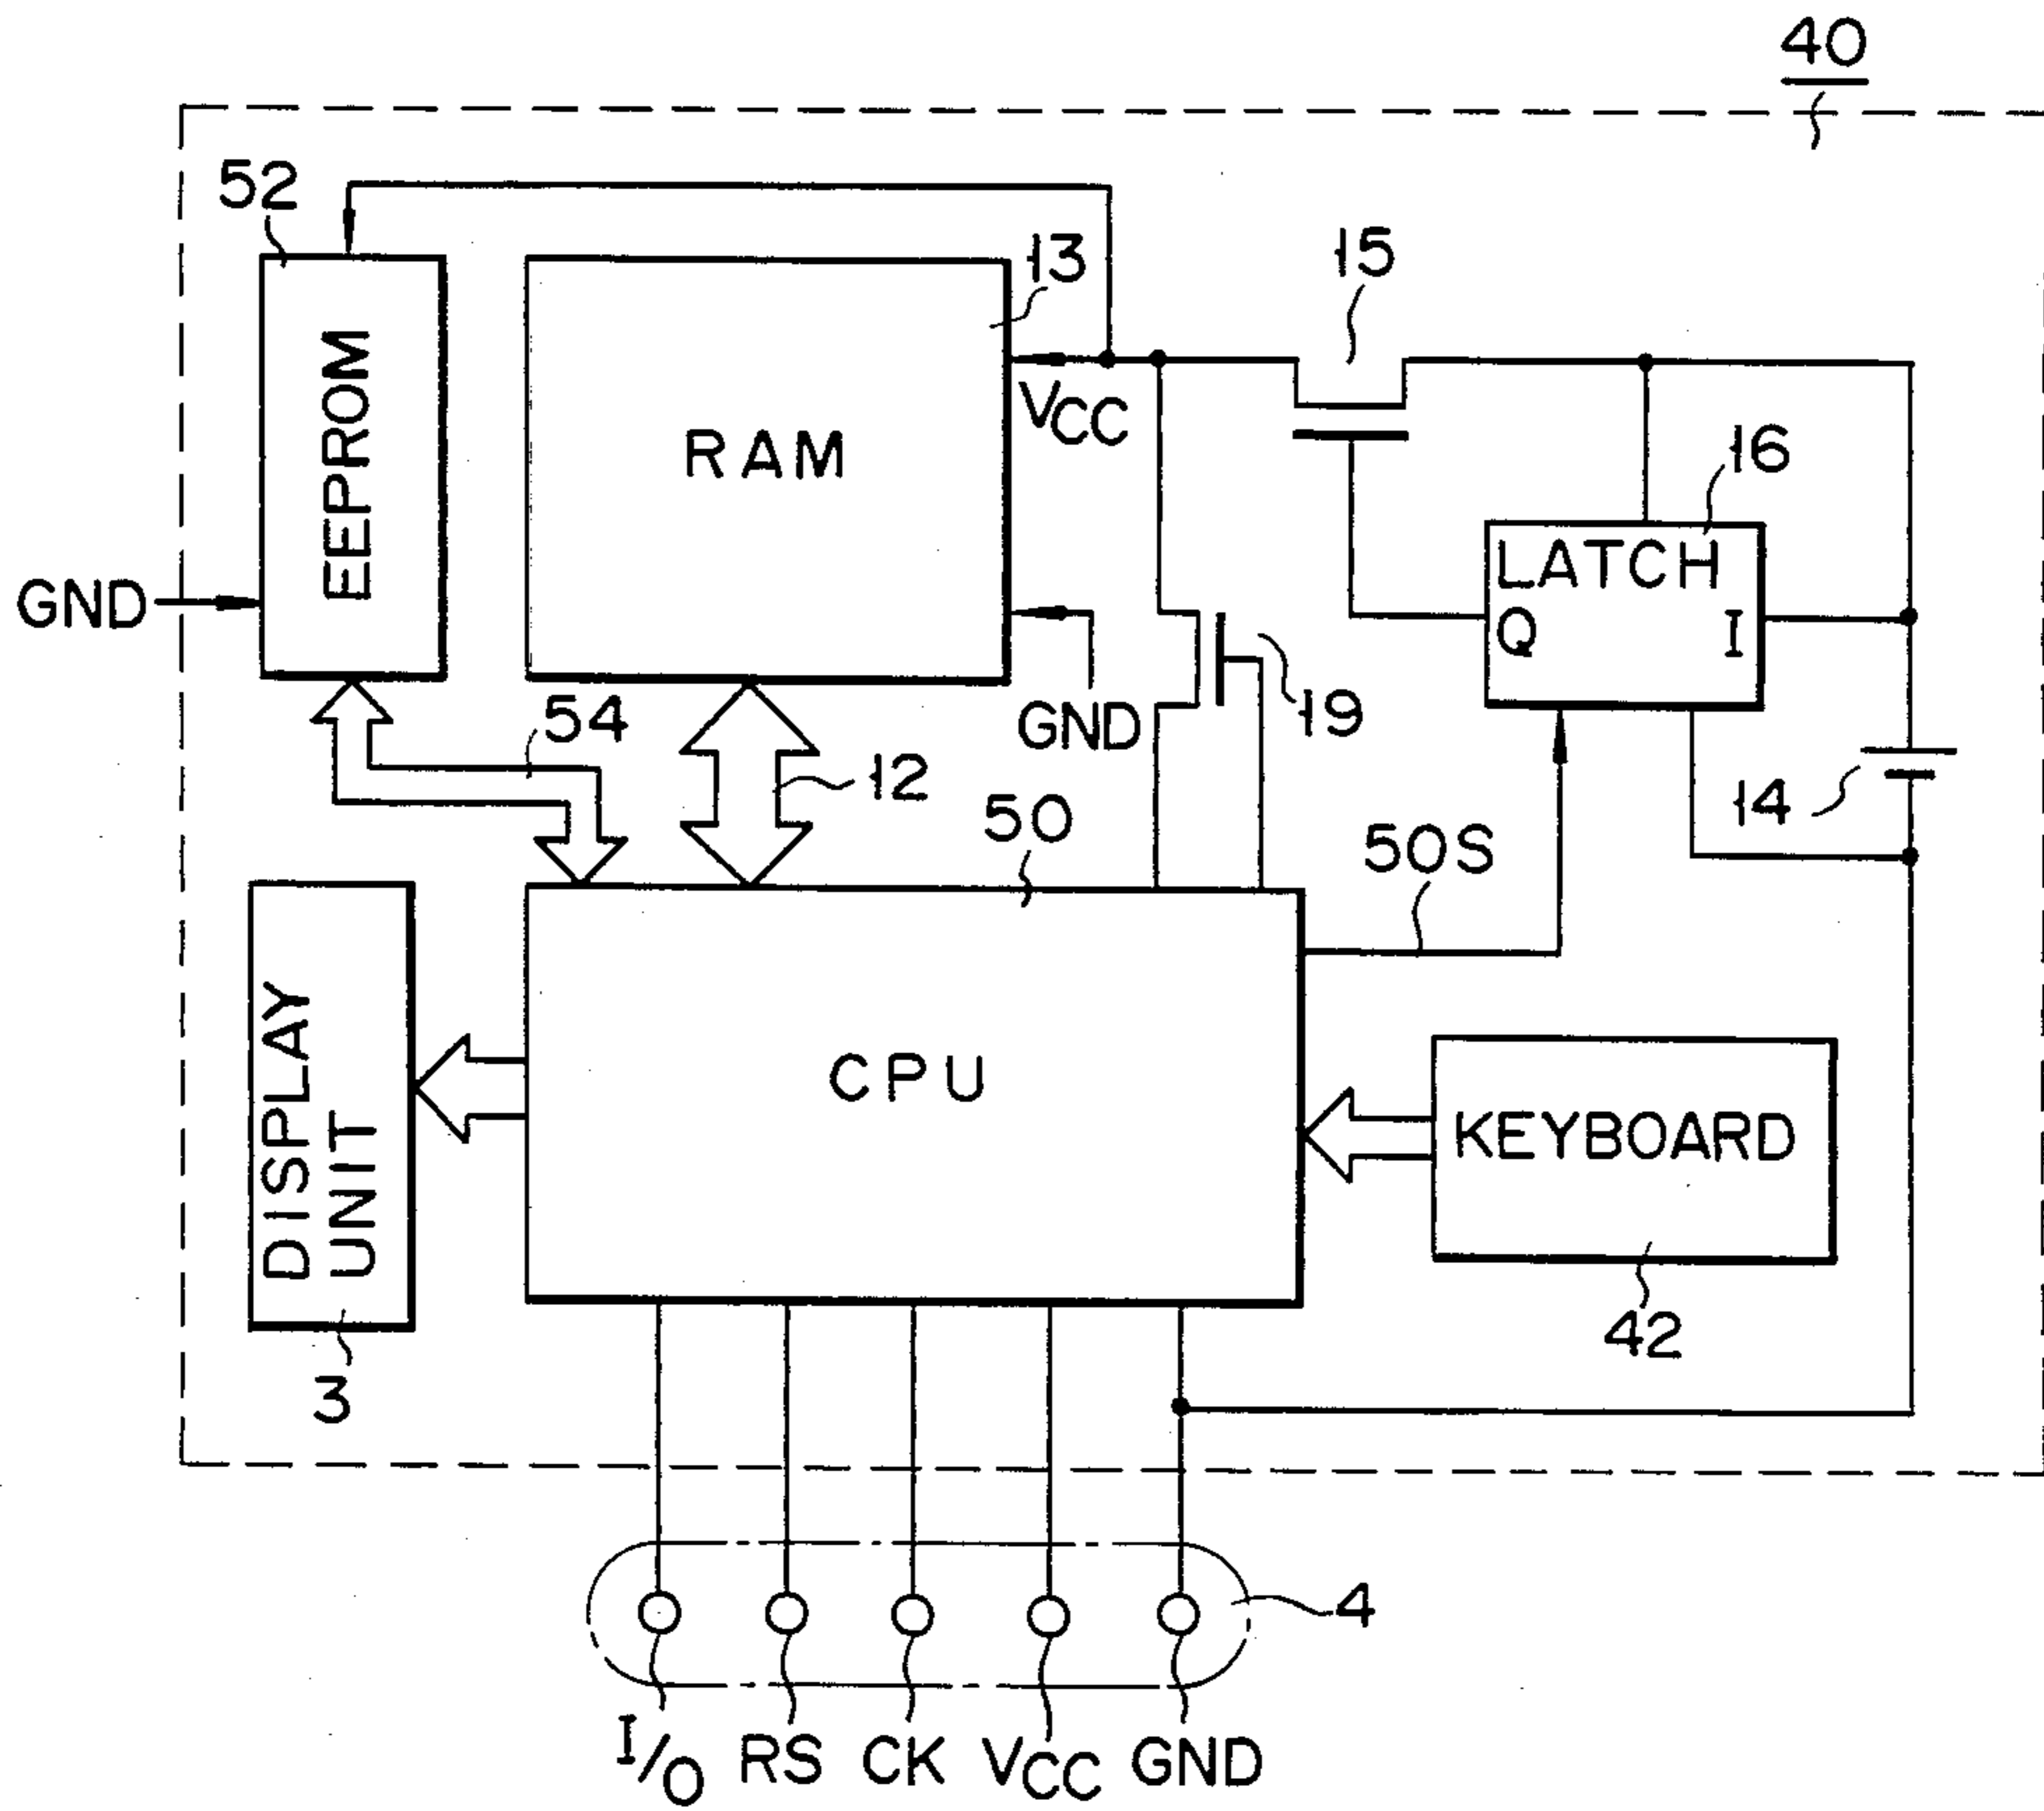 40
52
13
15
EEPROM
RAM
VCC
16
LATCH
Q I
GND
GND
19
54
12
14
50
50S
DISPLAY
UNIT
CPU
KEYBOARD
42
3
4
I/O RS CK VCC GND